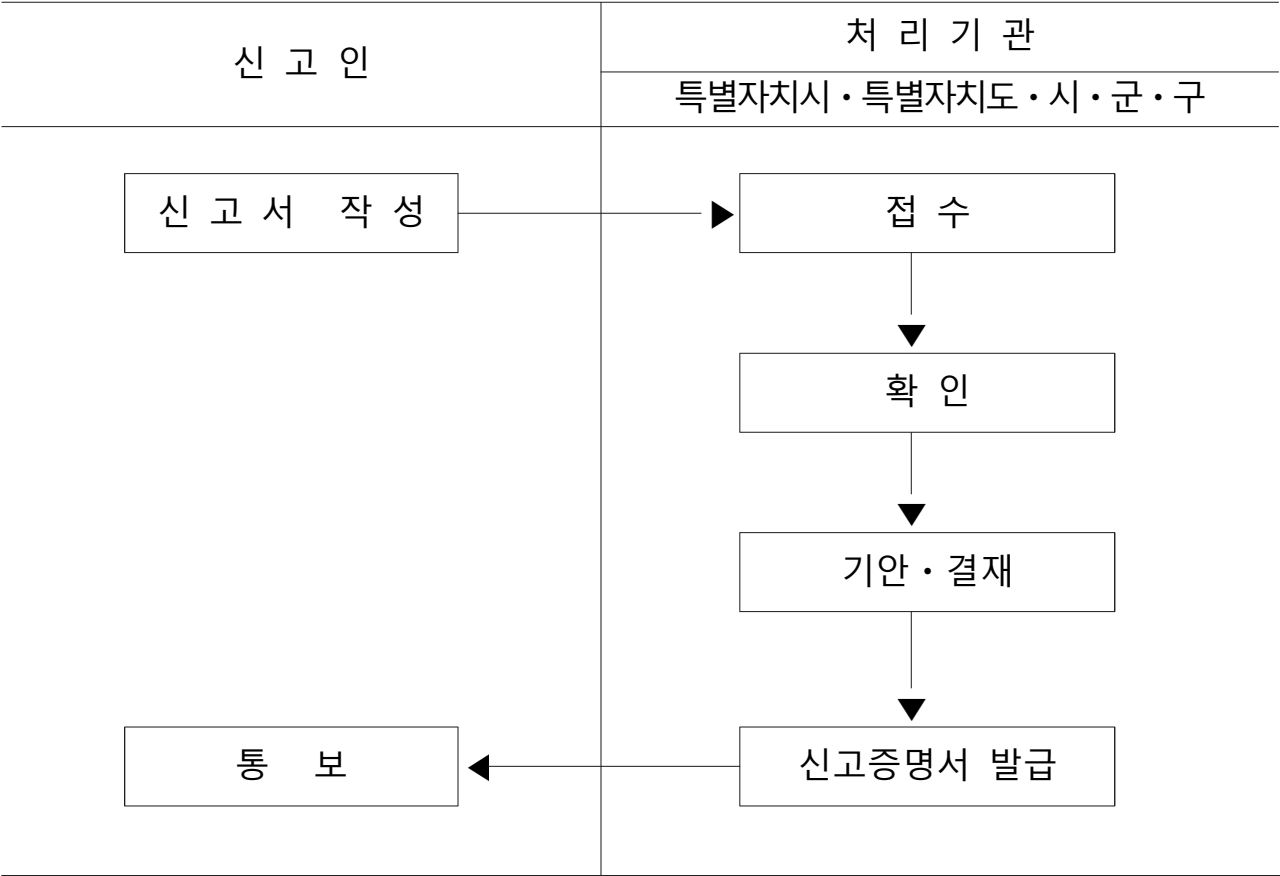 신 고 인
처 리 기 관
특별자치시・특별자치도・시・군・구
신 고 서 작 성
접 수
확 인
기안・결재
통 보
신고증명서 발급